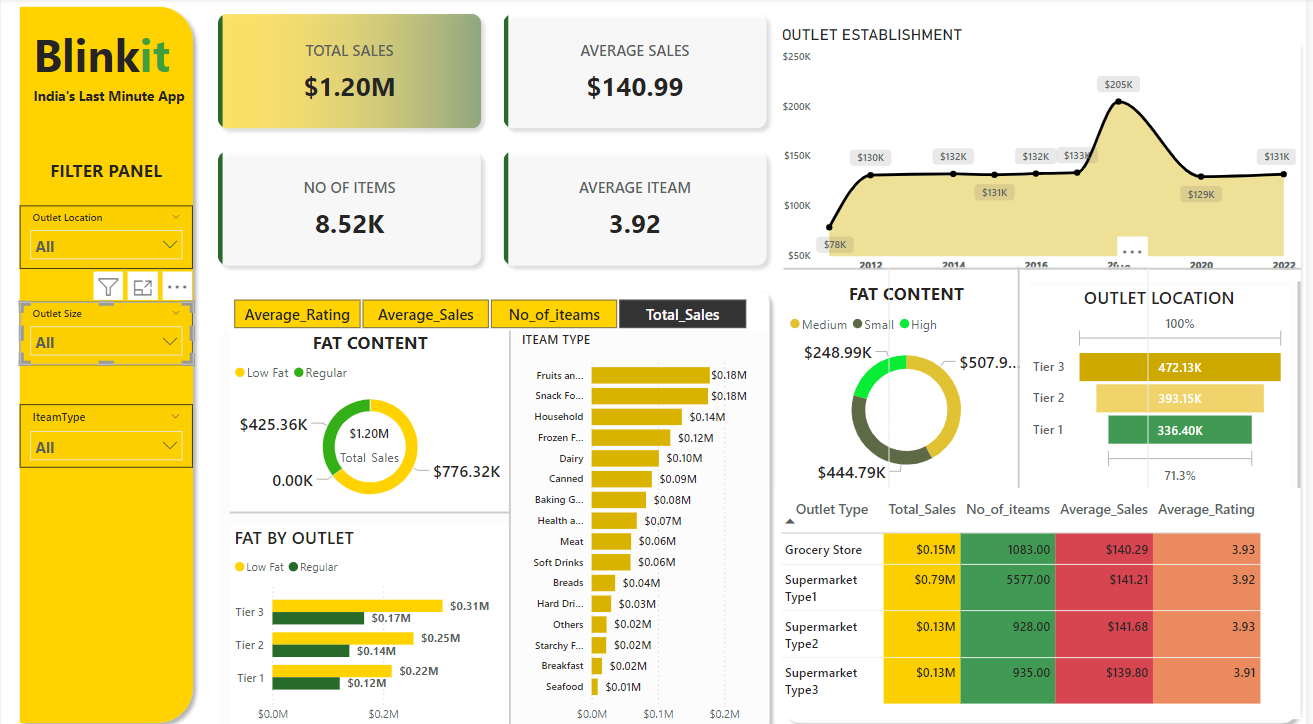 Blinkit
India's Last Minute App
FILTER PANEL
Outlet Location
All
Outlet Size
All
IteamType
All
TOTAL SALES
$1.20M
AVERAGE SALES
$140.99
NO OF ITEMS
8.52K
AVERAGE ITEAM
3.92
OUTLET ESTABLISHMENT
$250K
$200K
$150K
$100K
$50K
$78K
$130K
$132K
$131K
$132K
$133K
$205K
$129K
$131K
2012
2014
2016
2020
2022
Average_Rating
Average_Sales
No_of_iteams
Total_Sales
FAT CONTENT
Low Fat
Regular
$425.36K
0.00K
$776.32K
$1.20M
Total Sales
FAT BY OUTLET
Low Fat
Regular
Tier 3
$0.31M
$0.17M
Tier 2
$0.25M
$0.14M
Tier 1
$0.22M
$0.12M
$0.0M
$0.2M
ITEAM TYPE
Fruits an... $0.18M
Snack Fo... $0.18M
Household $0.14M
Frozen F... $0.12M
Dairy $0.10M
Canned $0.09M
Baking G... $0.08M
Health a... $0.07M
Meat $0.06M
Soft Drinks $0.06M
Breads $0.04M
Hard Dri... $0.03M
Others $0.02M
Starchy F... $0.02M
Breakfast $0.02M
Seafood $0.01M
$0.0M $0.1M $0.2M
FAT CONTENT
Medium
Small
High
$248.99K
$507.9...
$444.79K
OUTLET LOCATION
100%
Tier 3 472.13K
Tier 2 393.15K
Tier 1 336.40K
71.3%
Outlet Type Total_Sales No_of_iteams Average_Sales Average_Rating
Grocery Store $0.15M 1083.00 $140.29 3.93
Supermarket $0.79M 5577.00 $141.21 3.92
Type1
Supermarket $0.13M 928.00 $141.68 3.93
Type2
Supermarket $0.13M 935.00 $139.80 3.91
Type3